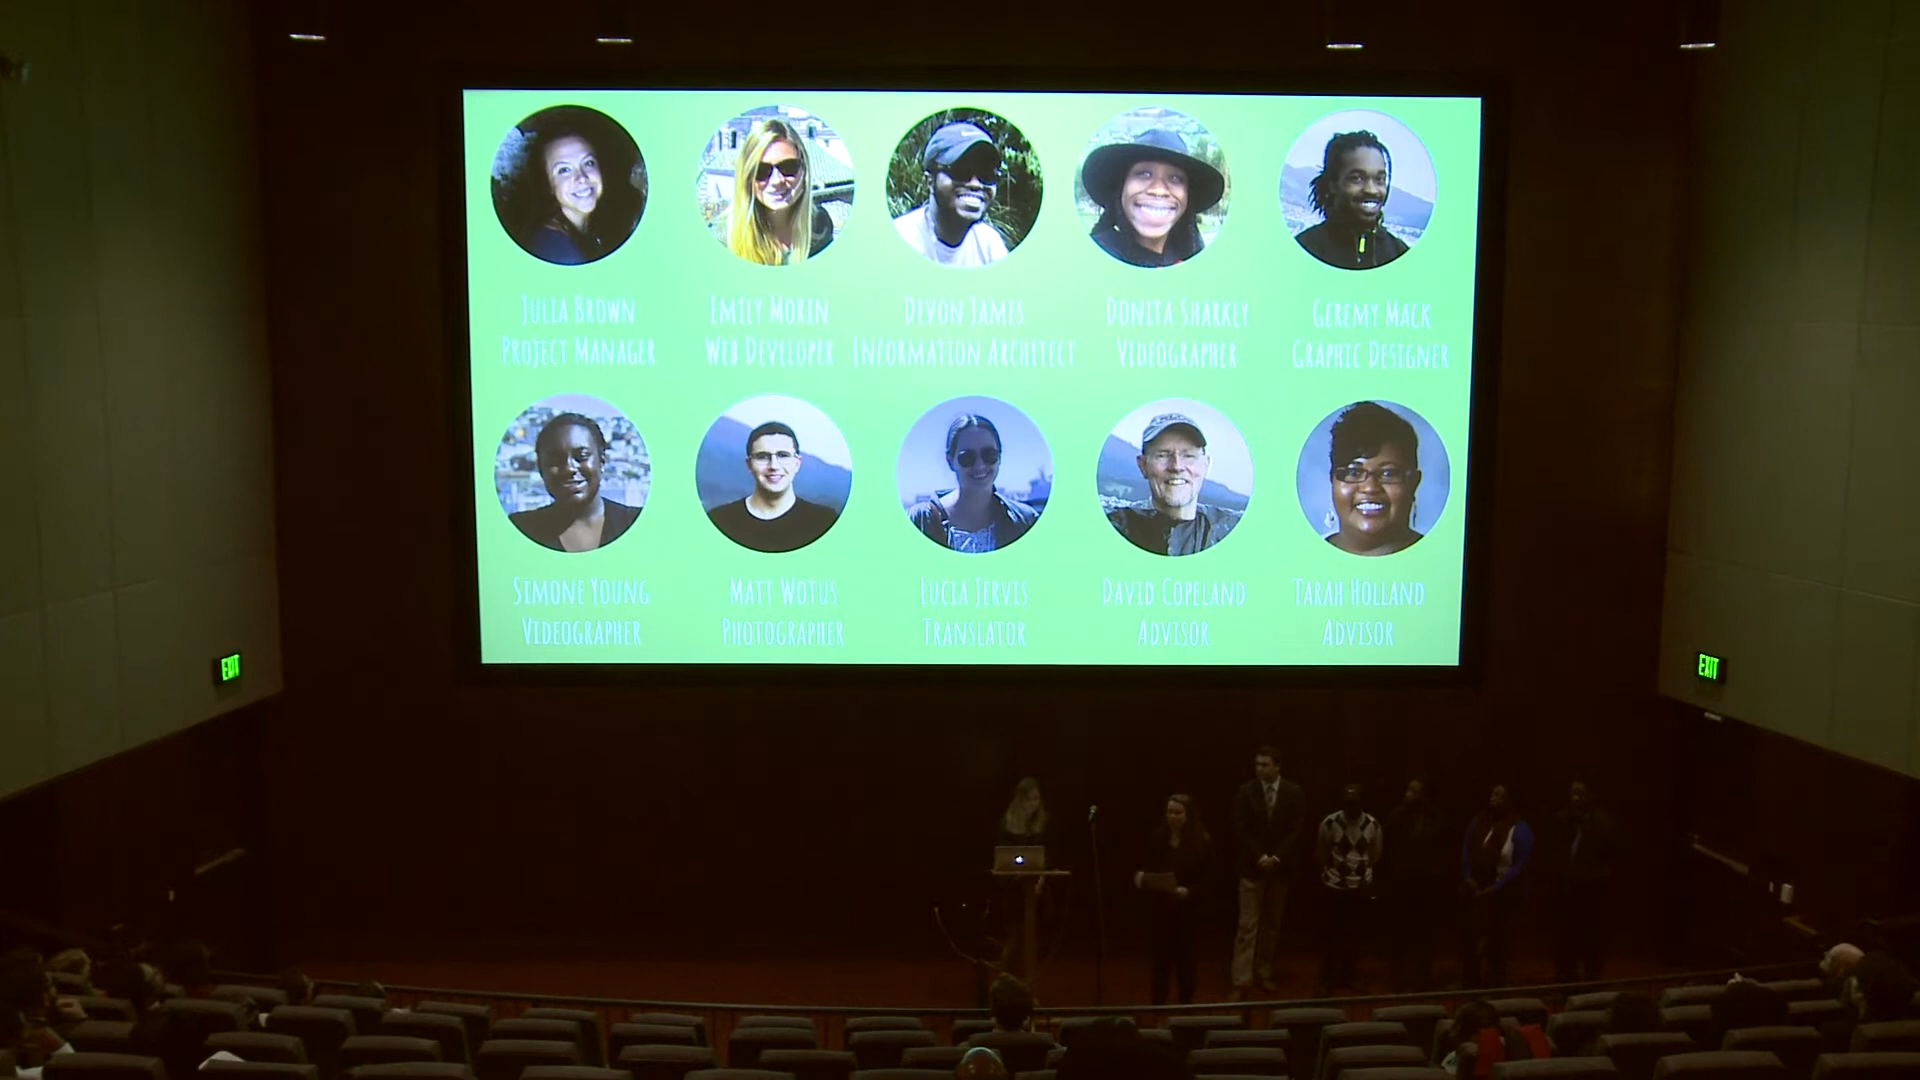 JULIA BROWN
PROJECT MANAGER
EMILY MORIN
WEB DEVELOPER
DEVON JAMES
INFORMATION ARCHITECT
DONITA SHARKEY
VIDEOGRAPHER
GEREMY MACK
GRAPHIC DESIGNER
SIMONE YOUNG
VIDEOGRAPHER
MATT WOTUS
PHOTOGRAPHER
LUCIA JERVIS
TRANSLATOR
DAVID COPELAND
ADVISOR
TARAH HOLLAND
ADVISOR
EXIT
EXIT